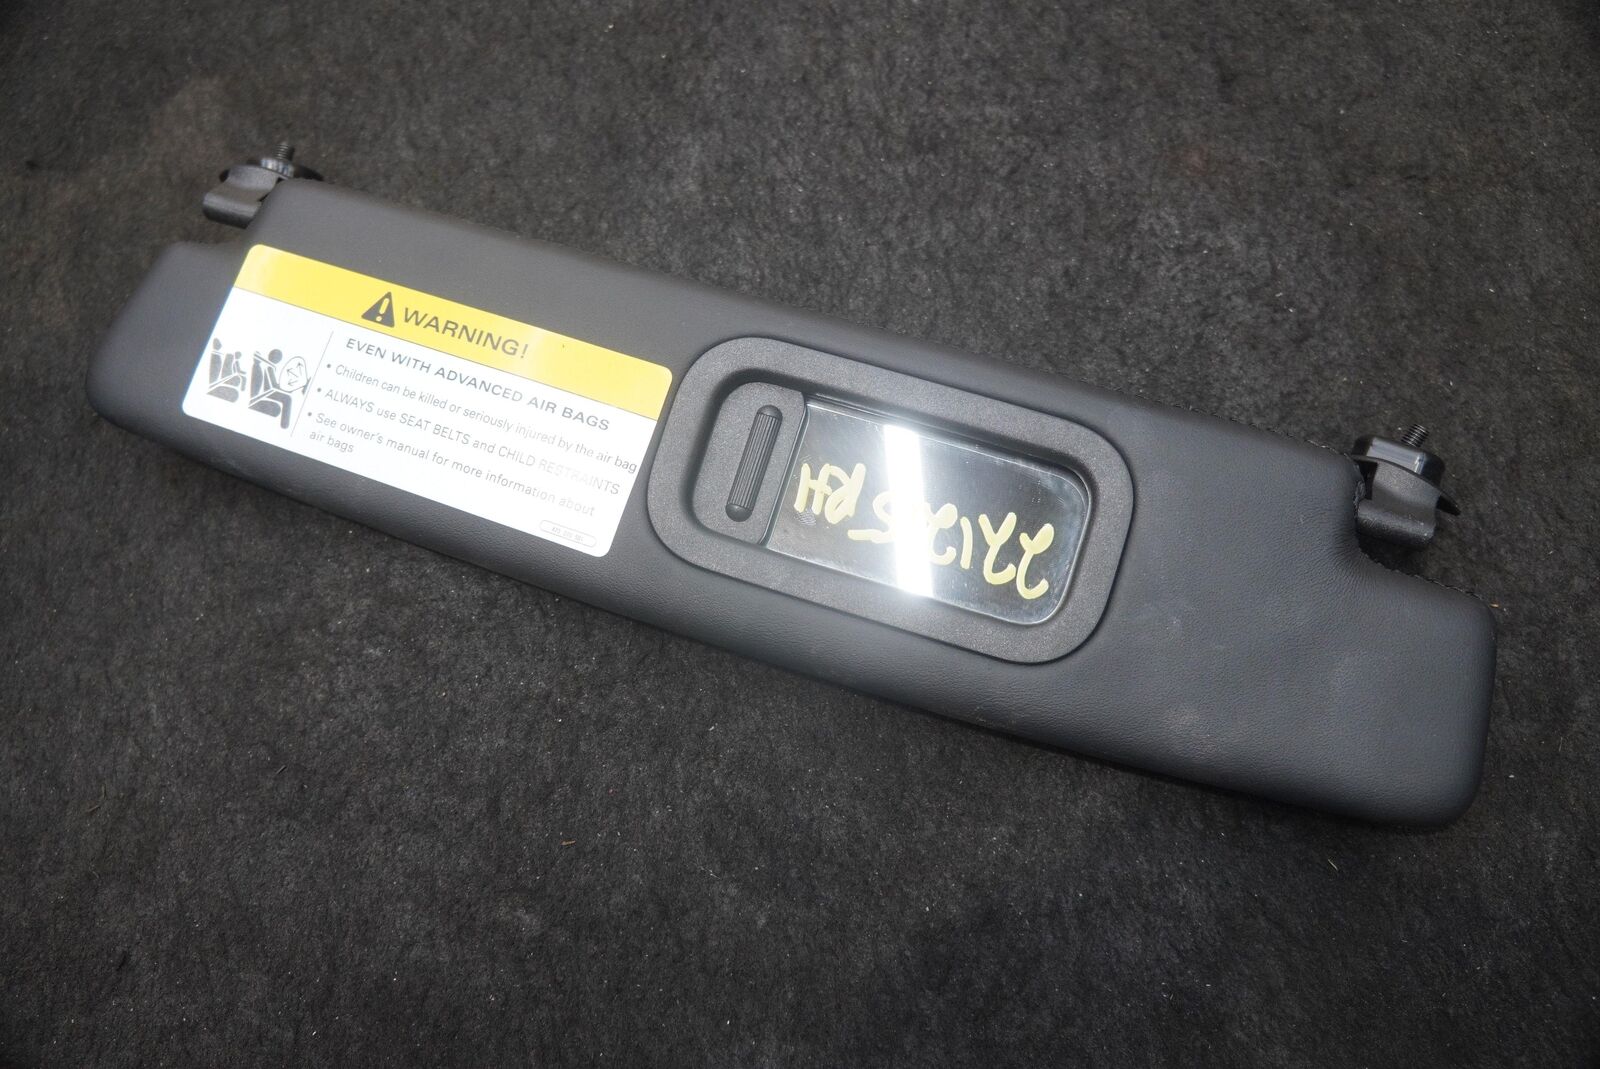 WARNING!
EVEN WITH ADVANCED AIR BAGS
• Children can be killed or seriously injured by the air bag
• ALWAYS use SEAT BELTS and CHILD RESTRAINTS
• See owner's manual for more information about
air bags
RH